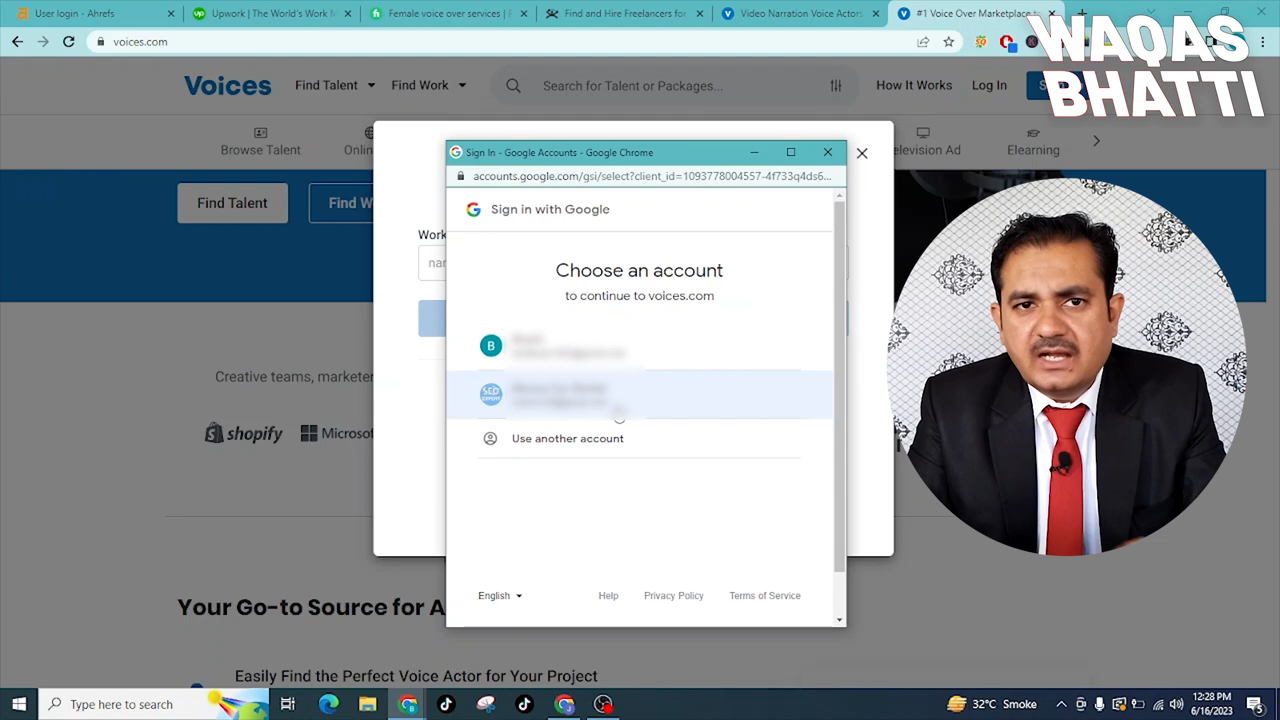 User login - Ahrefs
Upwork | The World's Work M
Female voice over services |
Find and Hire Freelancers for
Video Narration Voice Actors
#1 Voice Over Marketplace
voices.com
WAQAS
BHATTI
Voices
Find Talent
Find Work
Search for Talent or Packages...
How It Works
Log In
Browse Talent
Onlin
levision Ad
Elearning
Find Talent
Find W
Sign In - Google Accounts - Google Chrome
accounts.google.com/gsi/select?client_id=1093778004557-4f733q4ds6...
Sign in with Google
Work
nar
Choose an account
to continue to voices.com
B
SEO
EXPERT
Use another account
Creative teams, marketer
shopify
Microso
English
Help
Privacy Policy
Terms of Service
Your Go-to Source for A
Easily Find the Perfect Voice Actor for Your Project
Type here to search
32°C Smoke
12:28 PM
6/16/2023
5